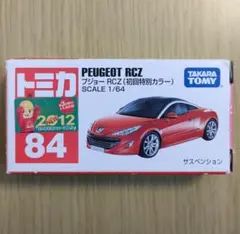 トミカ
PEUGEOT RCZ
プジョー RCZ（初回特別カラー）
SCALE 1/64
TAKARA
TOMY
2012
84
サスペンション